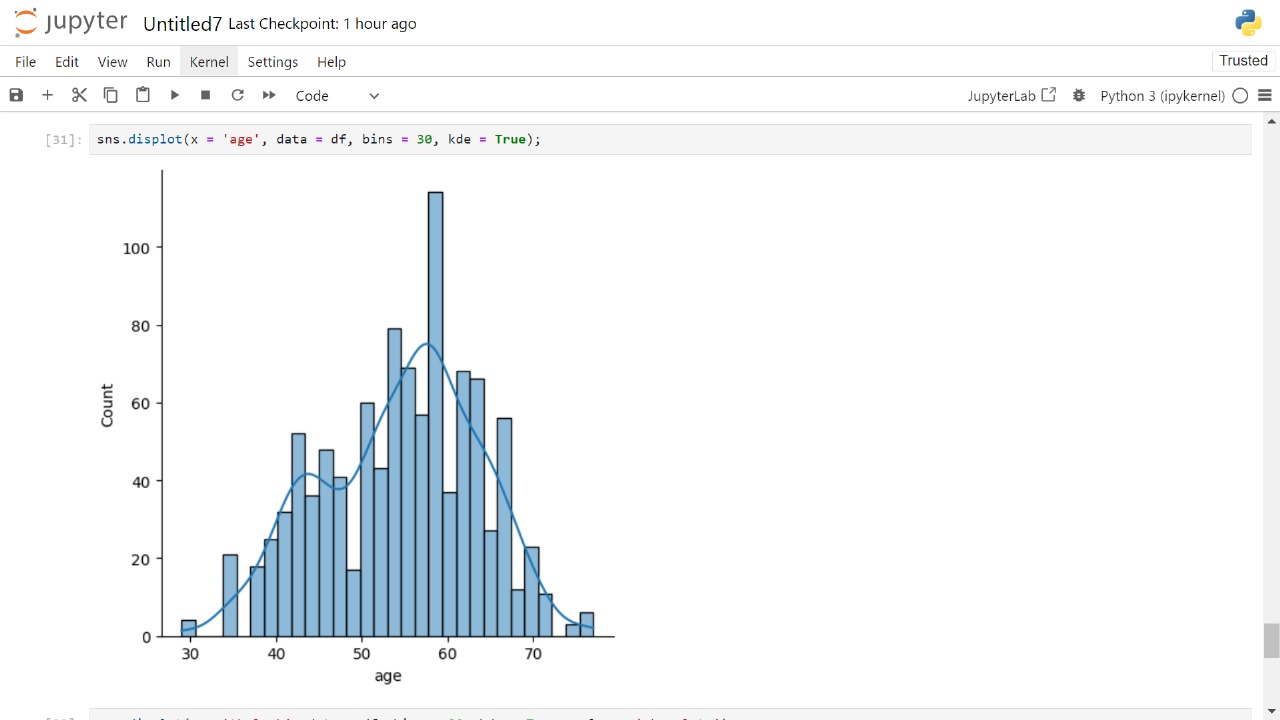 jupyter Untitled7 Last Checkpoint: 1 hour ago
File Edit View Run Kernel Settings Help Trusted
Code JupyterLab Python 3 (ipykernel)
[31]: sns.displot(x = 'age', data = df, bins = 30, kde = True);
100
80
60
40
20
0
Count
30 40 50 60 70
age